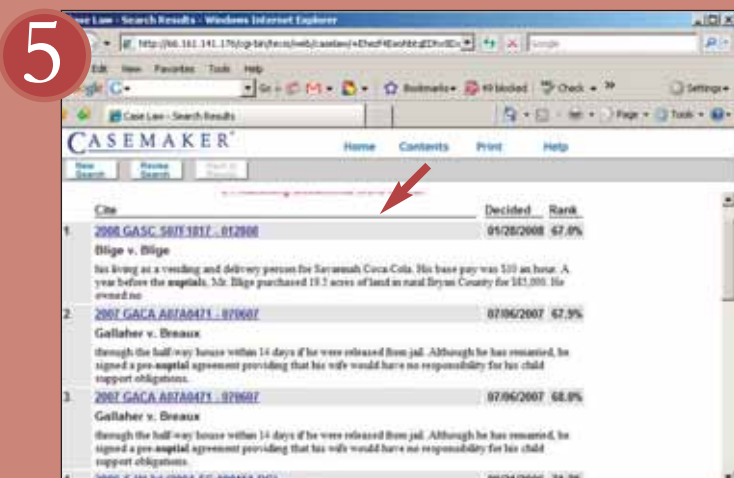 5
Law - Search Results - Windows Internet Explorer
Edit View Favorites Tools Help
Go
Bookmarks
blocked
Check
Settings
Case Law - Search Results
Page
Tools
CASEMAKER
Home Contents Print Help
New Search
Review Search
Cite Decided Rank
1. 2008 GASC S07F1817 - 012808 01/28/2008 67.0%
Blige v. Blige
his living as a vending and delivery person for Savannah Coca-Cola. His base pay was $10 an hour. A
year before the nuptials, Mr. Blige purchased 19.5 acres of land in rural Bryan County for $85,000. He
owned no
2. 2007 GACA A07A0471 - 070607 07/06/2007 67.9%
Gallaher v. Breaux
through the half-way house within 14 days if he were released from jail. Although he has remarried, he
signed a pre-nuptial agreement providing that his wife would have no responsibility for his child
support obligations.
3. 2007 GACA A07A0471 - 070607 07/06/2007 68.0%
Gallaher v. Breaux
through the half-way house within 14 days if he were released from jail. Although he has remarried, he
signed a pre-nuptial agreement providing that his wife would have no responsibility for his child
support obligations.